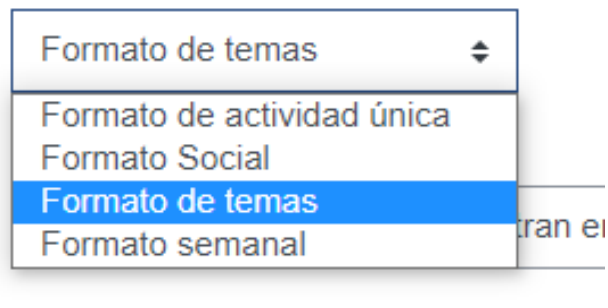 Formato de temas
Formato de actividad única
Formato Social
Formato de temas
Formato semanal